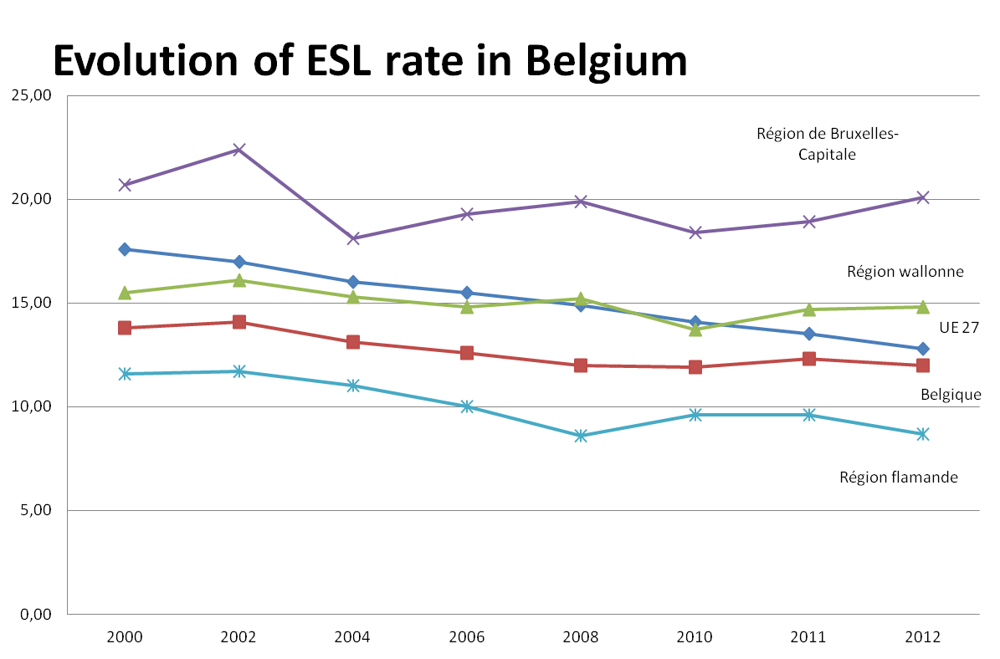 Evolution of ESL rate in Belgium
25,00
20,00
15,00
10,00
5,00
0,00
Région de Bruxelles-
Capitale
Région wallonne
UE 27
Belgique
Région flamande
2000 2002 2004 2006 2008 2010 2011 2012